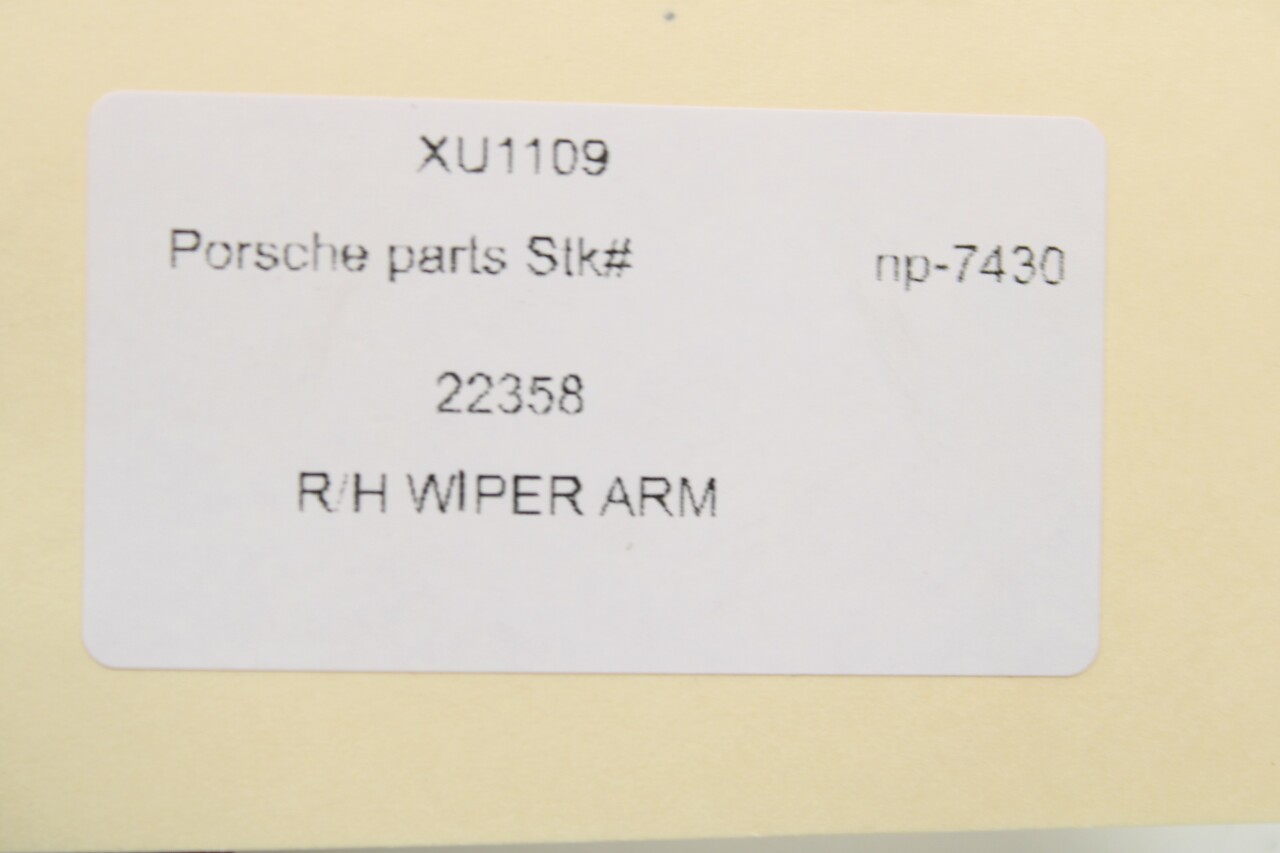 XU1109
Porsche parts Stk# np-7430
22358
R/H WIPER ARM